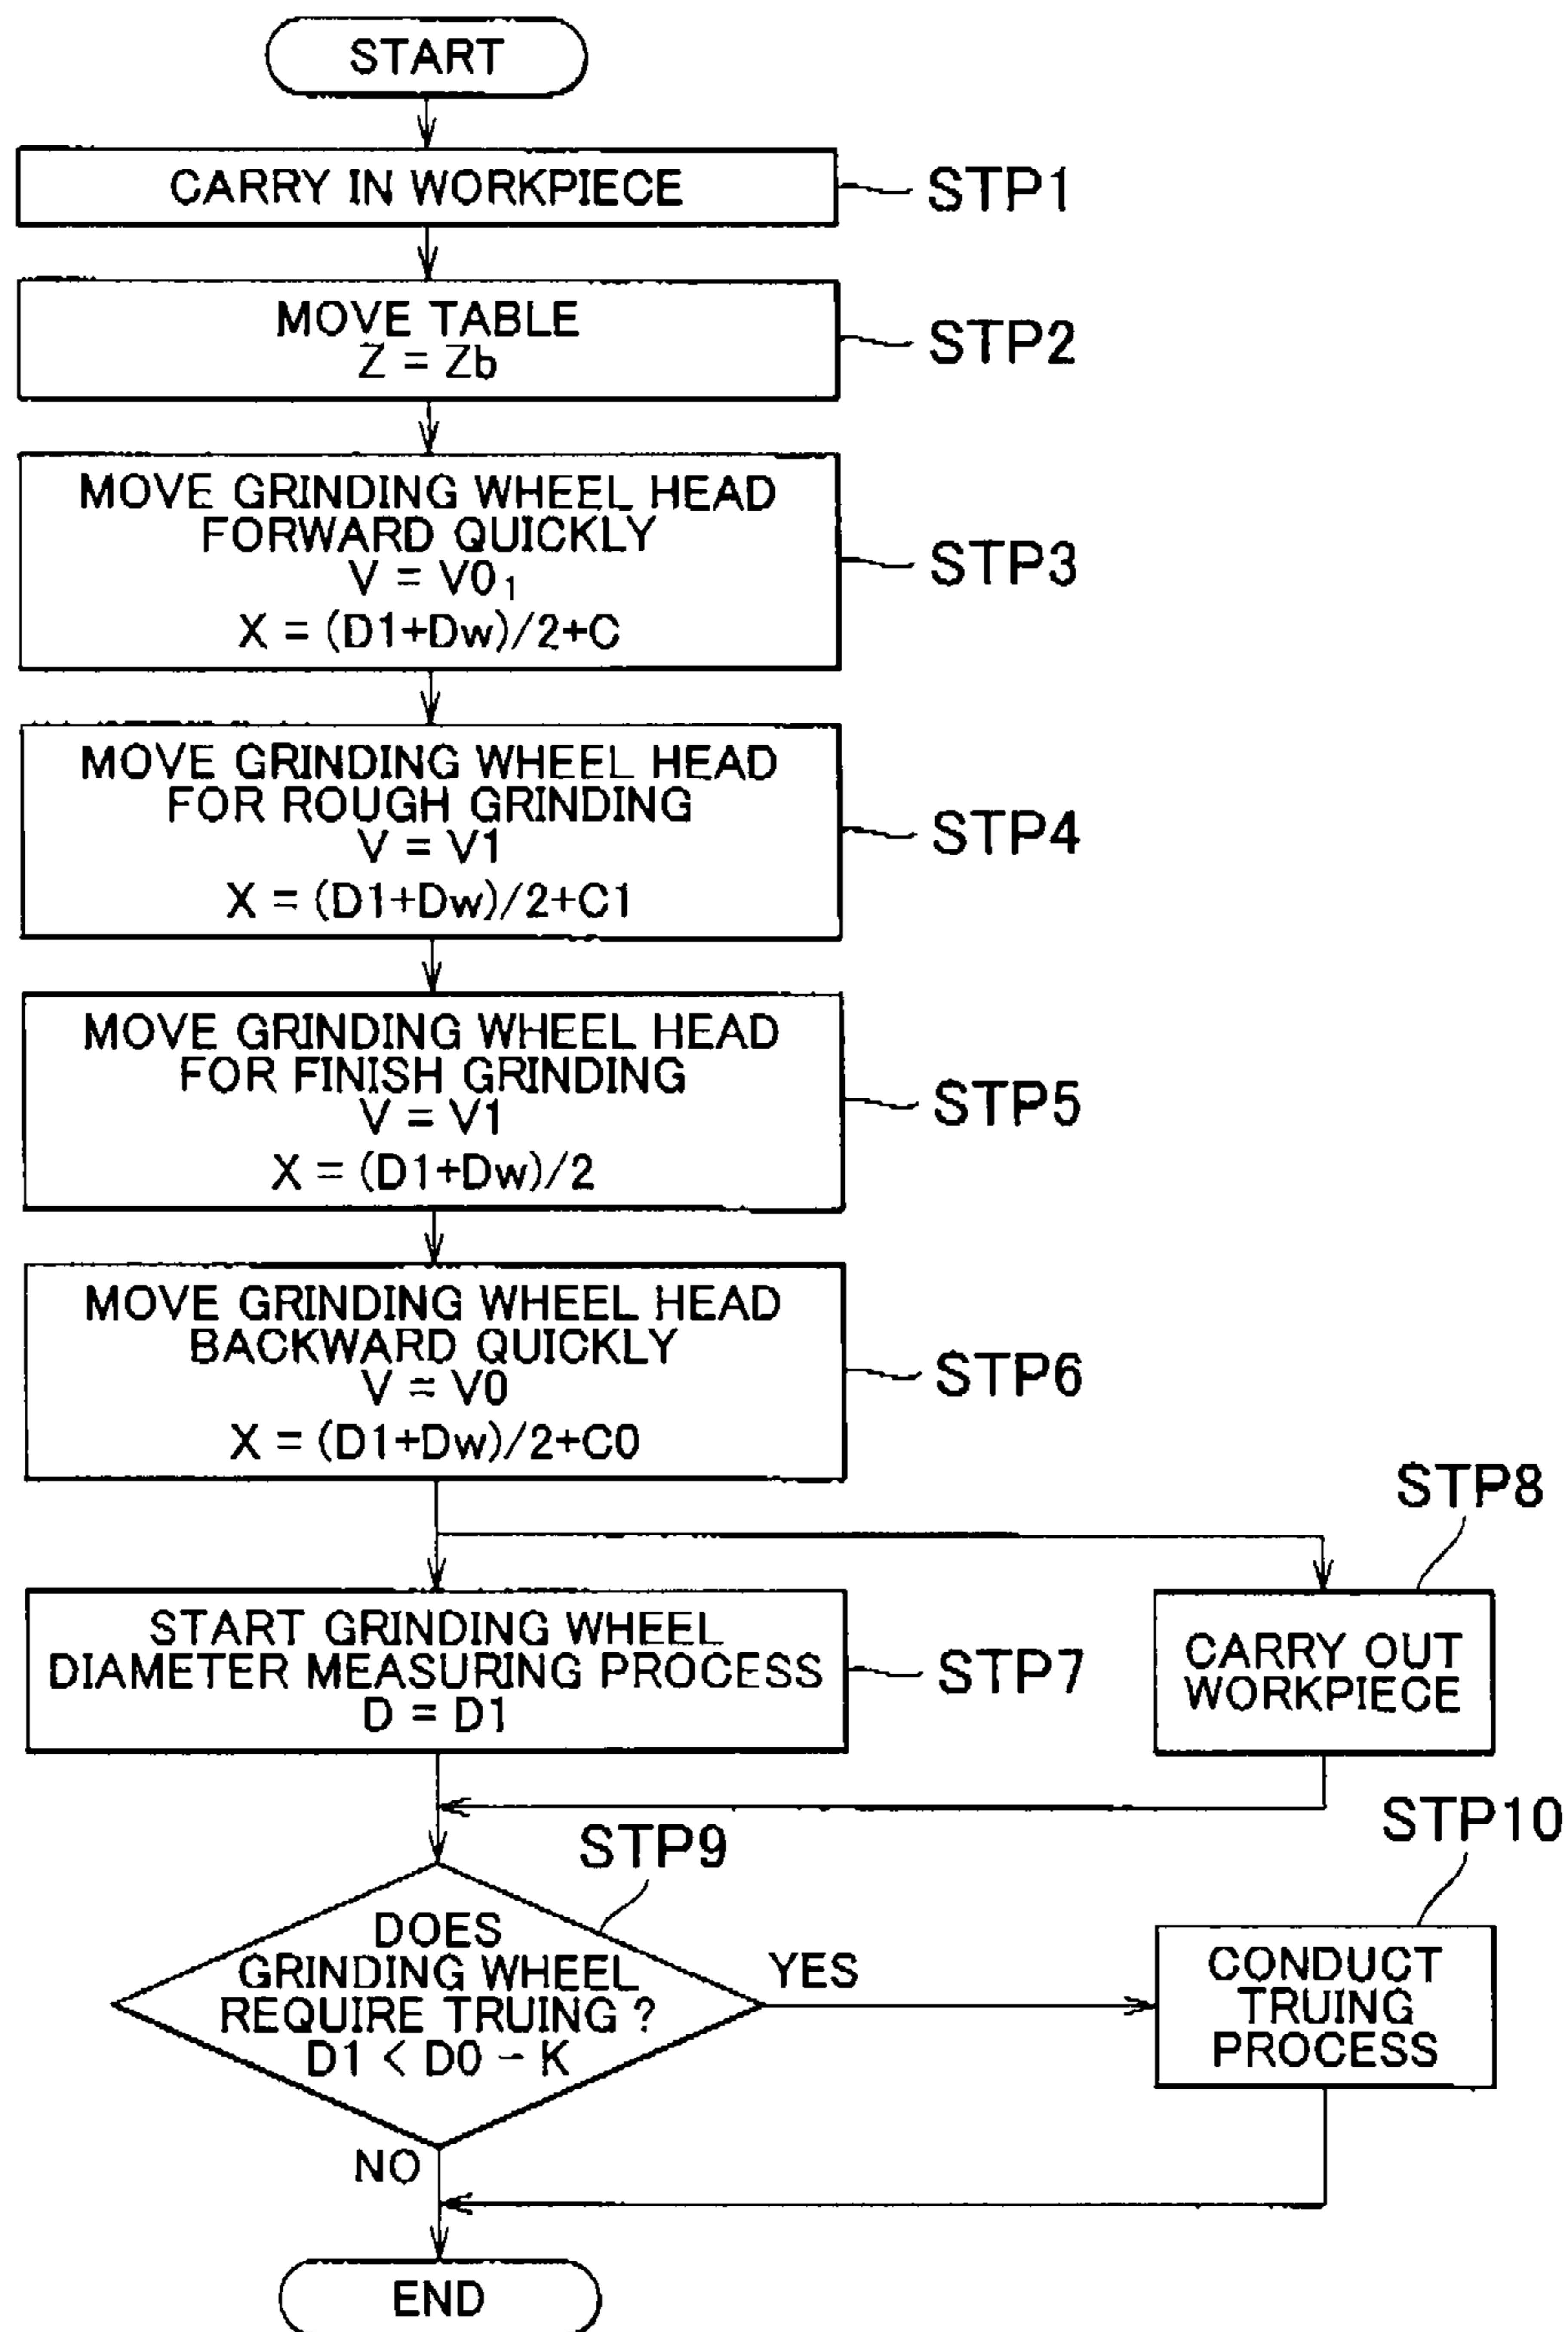 START
CARRY IN WORKPIECE
STP1
MOVE TABLE
Z = Zb
STP2
MOVE GRINDING WHEEL HEAD
FORWARD QUICKLY
V = V0₁
X = (D1+Dw)/2+C
STP3
MOVE GRINDING WHEEL HEAD
FOR ROUGH GRINDING
V = V1
X = (D1+Dw)/2+C1
STP4
MOVE GRINDING WHEEL HEAD
FOR FINISH GRINDING
V = V1
X = (D1+Dw)/2
STP5
MOVE GRINDING WHEEL HEAD
BACKWARD QUICKLY
V = V0
X = (D1+Dw)/2+C0
STP6
START GRINDING WHEEL
DIAMETER MEASURING PROCESS
D = D1
STP7
STP8
CARRY OUT
WORKPIECE
STP9
DOES
GRINDING WHEEL
REQUIRE TRUING ?
D1 < D0 - K
YES
STP10
CONDUCT
TRUING
PROCESS
NO
END